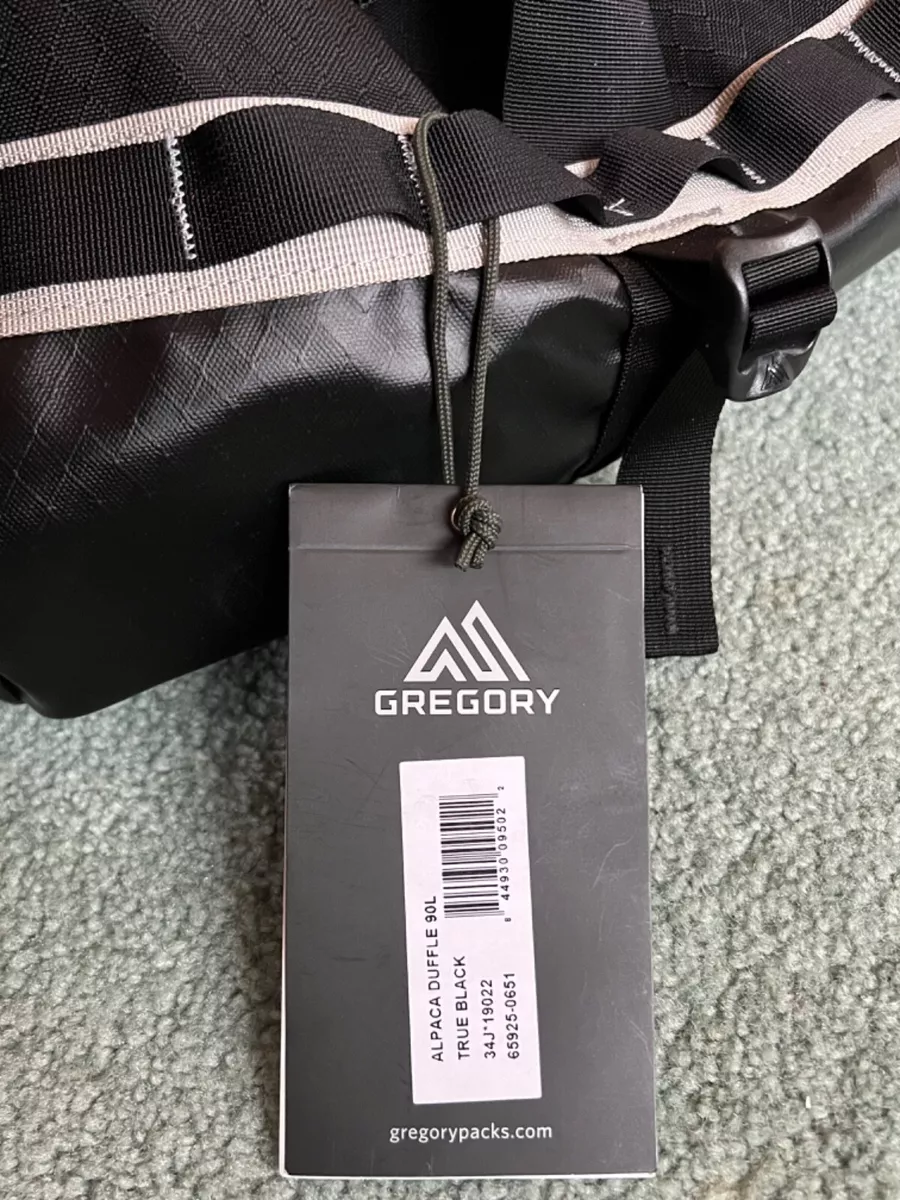 GREGORY
ALPACA DUFFLE 90L
TRUE BLACK
34J*19022
65925-0651
8 44930 09502 2
gregorypacks.com